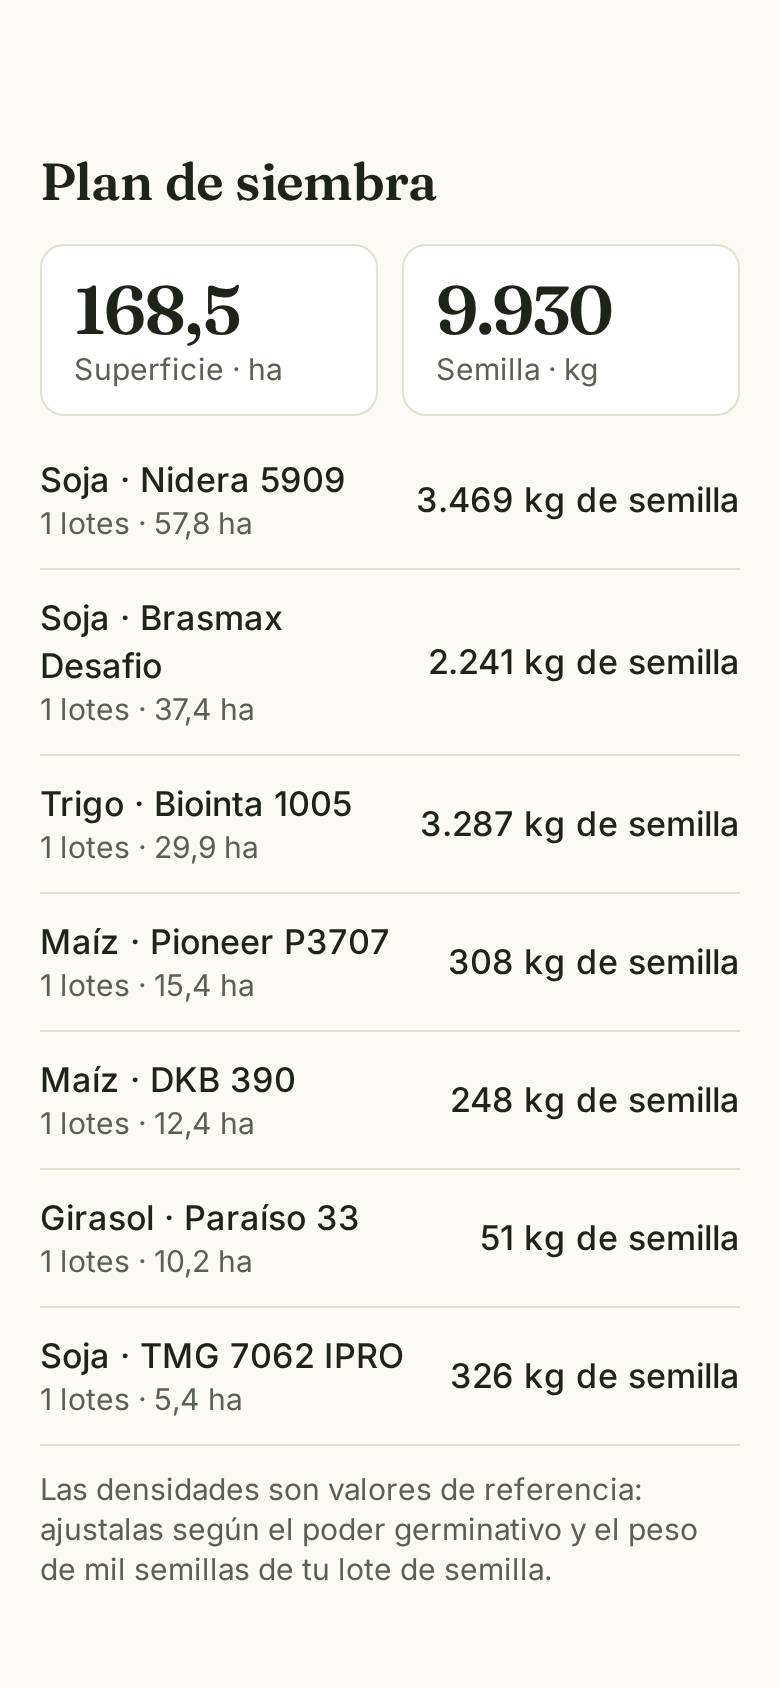 Plan de siembra
168,5
Superficie · ha
9.930
Semilla · kg
Soja · Nidera 5909
1 lotes · 57,8 ha
3.469 kg de semilla
Soja · Brasmax
Desafio
1 lotes · 37,4 ha
2.241 kg de semilla
Trigo · Biointa 1005
1 lotes · 29,9 ha
3.287 kg de semilla
Maíz · Pioneer P3707
1 lotes · 15,4 ha
308 kg de semilla
Maíz · DKB 390
1 lotes · 12,4 ha
248 kg de semilla
Girasol · Paraíso 33
1 lotes · 10,2 ha
51 kg de semilla
Soja · TMG 7062 IPRO
1 lotes · 5,4 ha
326 kg de semilla
Las densidades son valores de referencia:
ajustalas según el poder germinativo y el peso
de mil semillas de tu lote de semilla.